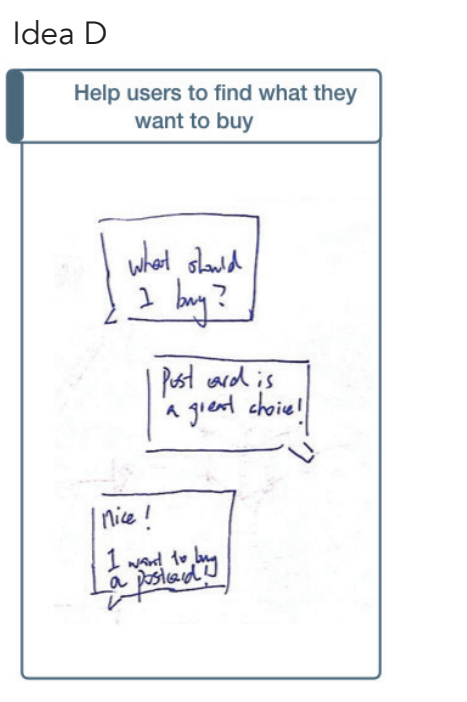 Idea D
Help users to find what they
want to buy
What should
I buy?
Post card is
a great choice!
Nice!
I want to buy
a postcard!